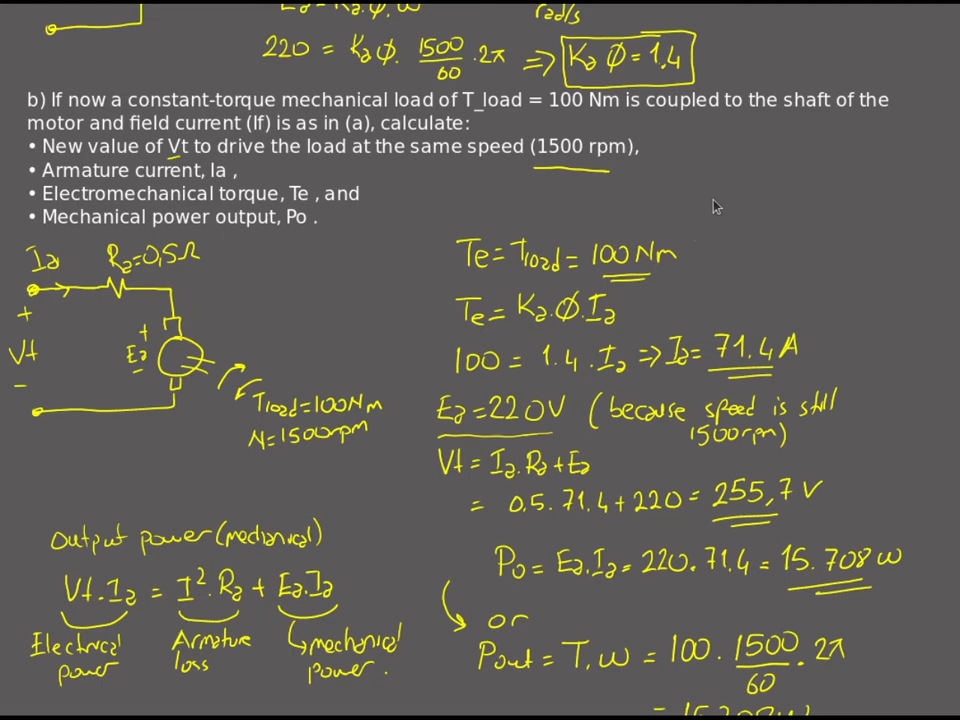 Ea = Ka.φ.ω
rad/s
220 = Kaφ. 1500/60 .2π => Ka φ = 1.4
b) If now a constant-torque mechanical load of T_load = 100 Nm is coupled to the shaft of the
motor and field current (If) is as in (a), calculate:
• New value of Vt to drive the load at the same speed (1500 rpm),
• Armature current, Ia ,
• Electromechanical torque, Te , and
• Mechanical power output, Po .
Ia Ra=0,5Ω
+
Vt
-
+
Ea
-
Tload=100Nm
N=1500rpm
Te = Tload = 100 Nm
Te = Ka.φ.Ia
100 = 1.4 . Ia => Ia = 71.4 A
Ea = 220V (because speed is still
1500rpm)
Vt = Ia.Ra+Ea
= 0.5.71.4+220 = 255,7 V
Po = Ea.Ia = 220.71.4 = 15.708 W
or
Pout = T.ω = 100 . 1500/60 . 2π
Output power (mechanical)
Vt.Ia = I².Ra + Ea.Ia
Electrical
power
Armature
loss
mechanical
power.